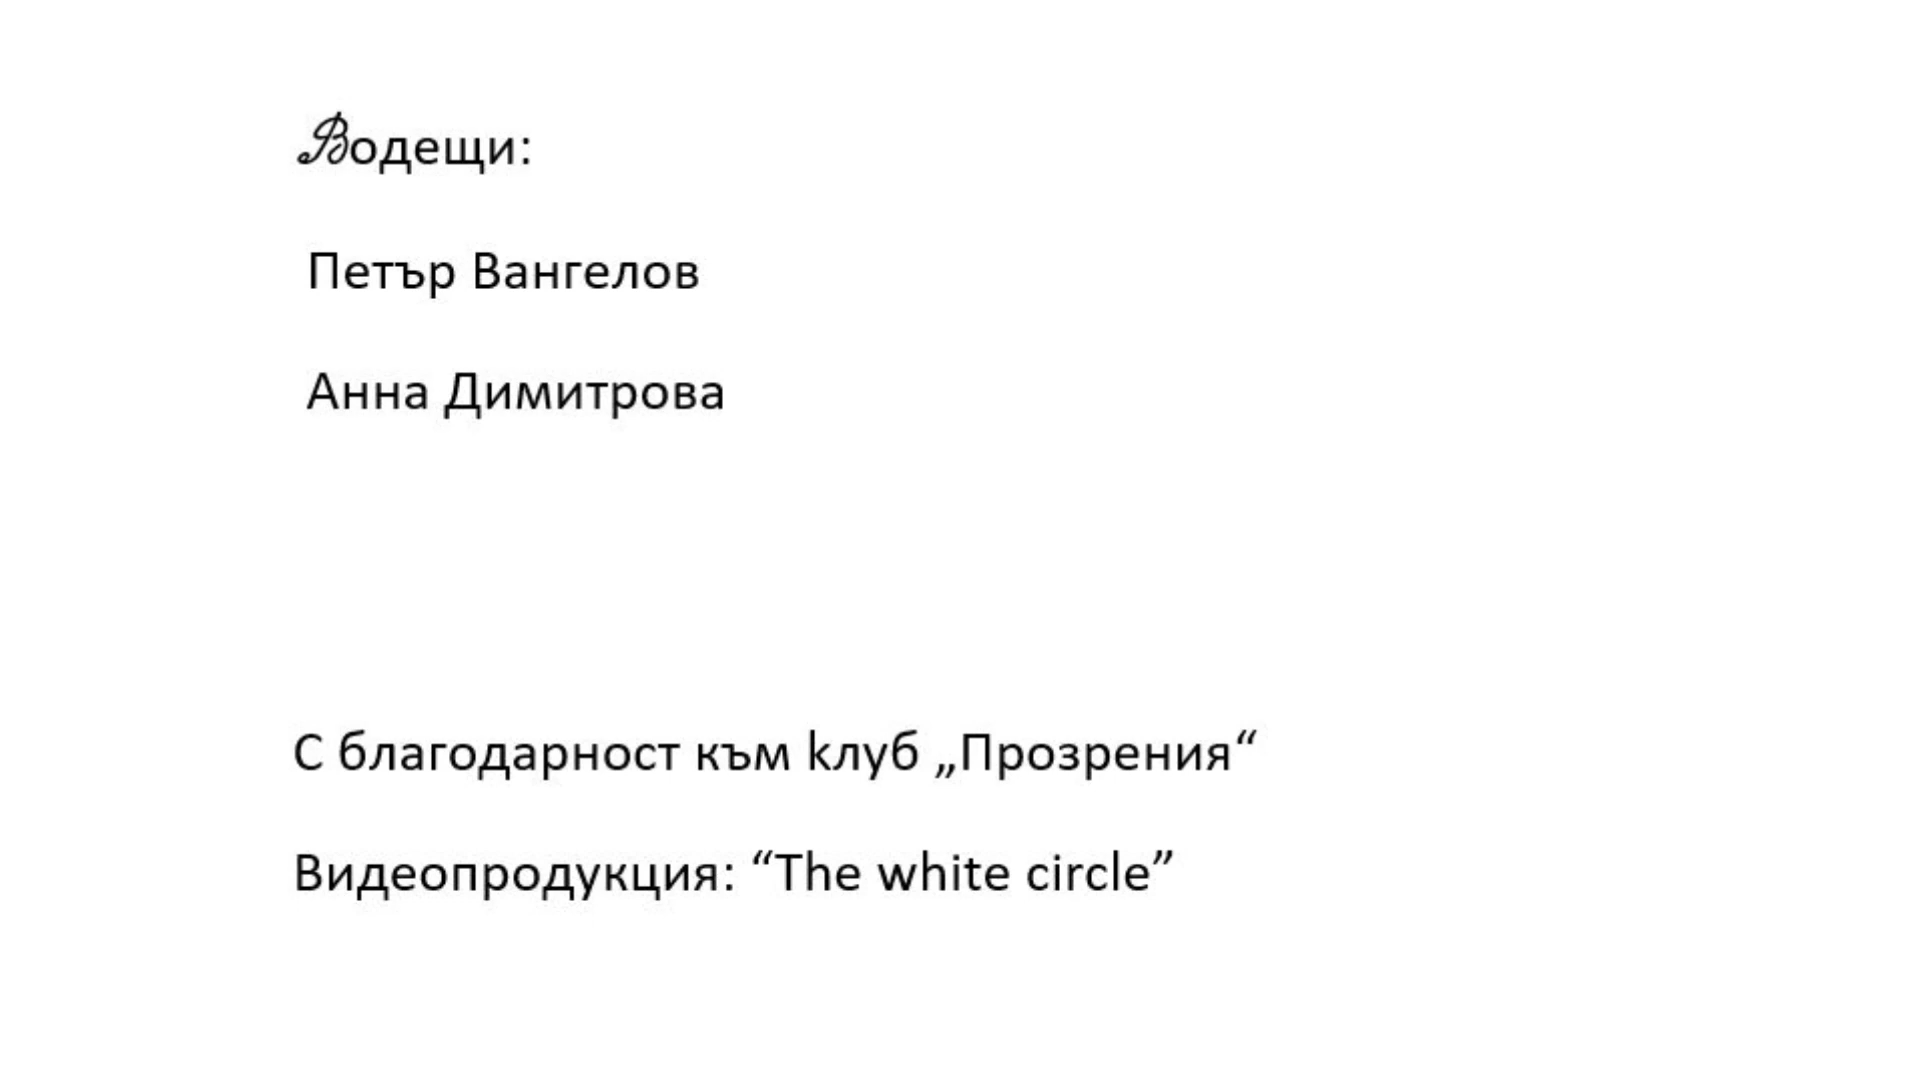 Водещи:
Петър Вангелов
Анна Димитрова
С благодарност към kлуб „Прозрения“
Видеопродукция: “The white circle”